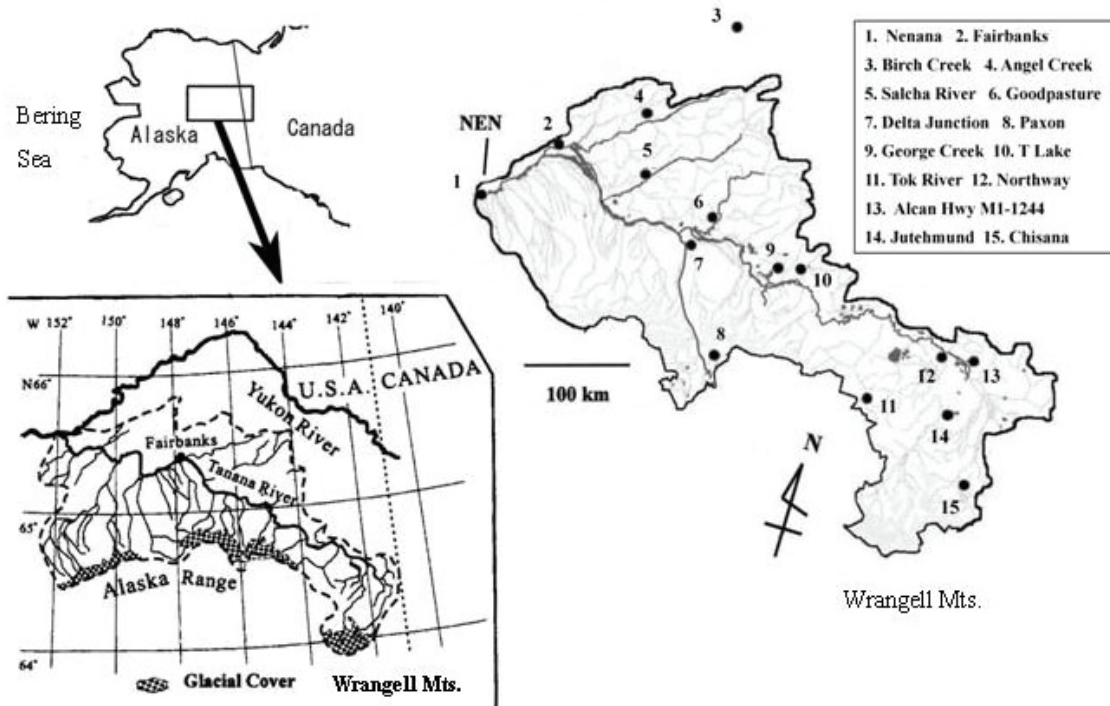 Bering
Sea
Alaska
Canada
W 152° 150° 148° 146° 144° 142° 140°
N66°
U.S.A. CANADA
Yukon River
Fairbanks
Tanana River
65°
Alaska Range
64°
Glacial Cover
Wrangell Mts.
3
4
NEN
2
5
1
6
7
9
10
8
100 km
12
13
11
14
N
15
Wrangell Mts.
1. Nenana 2. Fairbanks
3. Birch Creek 4. Angel Creek
5. Salcha River 6. Goodpasture
7. Delta Junction 8. Paxon
9. George Creek 10. T Lake
11. Tok River 12. Northway
13. Alcan Hwy M1-1244
14. Jutehmund 15. Chisana